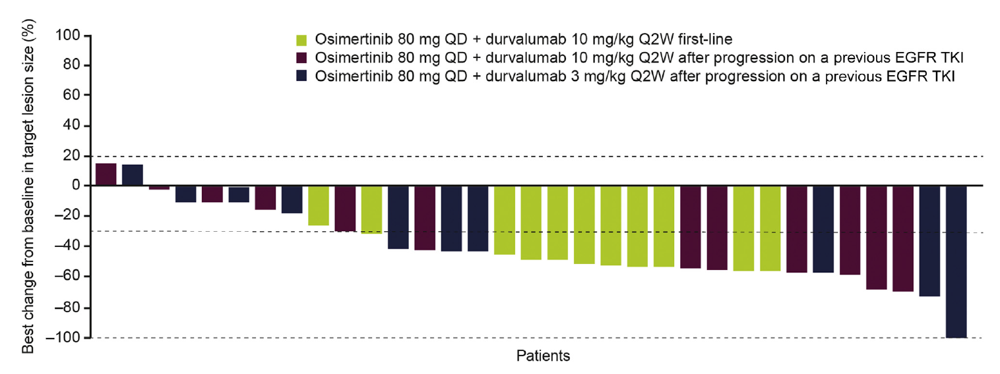 Best change from baseline in target lesion size (%)
100
80
60
40
20
0
–20
–40
–60
–80
–100
Osimertinib 80 mg QD + durvalumab 10 mg/kg Q2W first-line
Osimertinib 80 mg QD + durvalumab 10 mg/kg Q2W after progression on a previous EGFR TKI
Osimertinib 80 mg QD + durvalumab 3 mg/kg Q2W after progression on a previous EGFR TKI
Patients